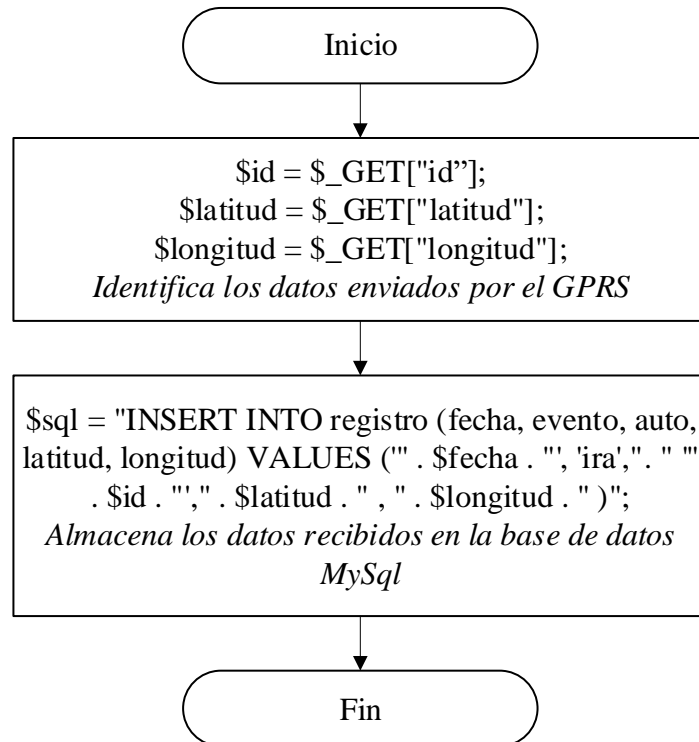 Inicio
$id = $_GET["id”];
$latitud = $_GET["latitud"];
$longitud = $_GET["longitud"];
Identifica los datos enviados por el GPRS
$sql = "INSERT INTO registro (fecha, evento, auto,
latitud, longitud) VALUES ('" . $fecha . "', 'ira',". " '"
. $id . "'," . $latitud . " , " . $longitud . " )";
Almacena los datos recibidos en la base de datos
MySql
Fin